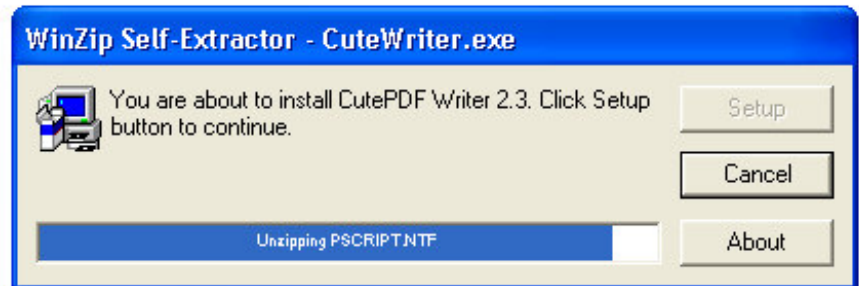 WinZip Self-Extractor - CuteWriter.exe
You are about to install CutePDF Writer 2.3. Click Setup
button to continue.
Setup
Cancel
Unzipping PSCRIPT.NTF
About